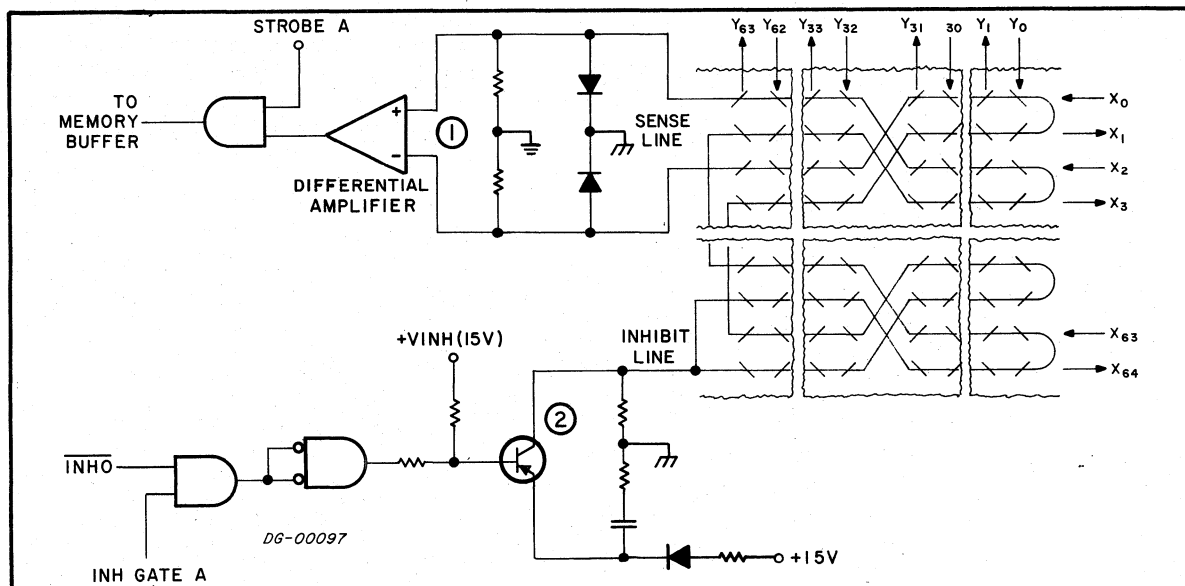 STROBE A
TO
MEMORY
BUFFER
DIFFERENTIAL
AMPLIFIER
+
−
1
SENSE
LINE
Y63 Y62 Y33 Y32 Y31 30 Y1 Y0
X0
X1
X2
X3
X63
X64
+VINH(15V)
INHIBIT
LINE
2
INHO
INH GATE A
DG-00097
+15V